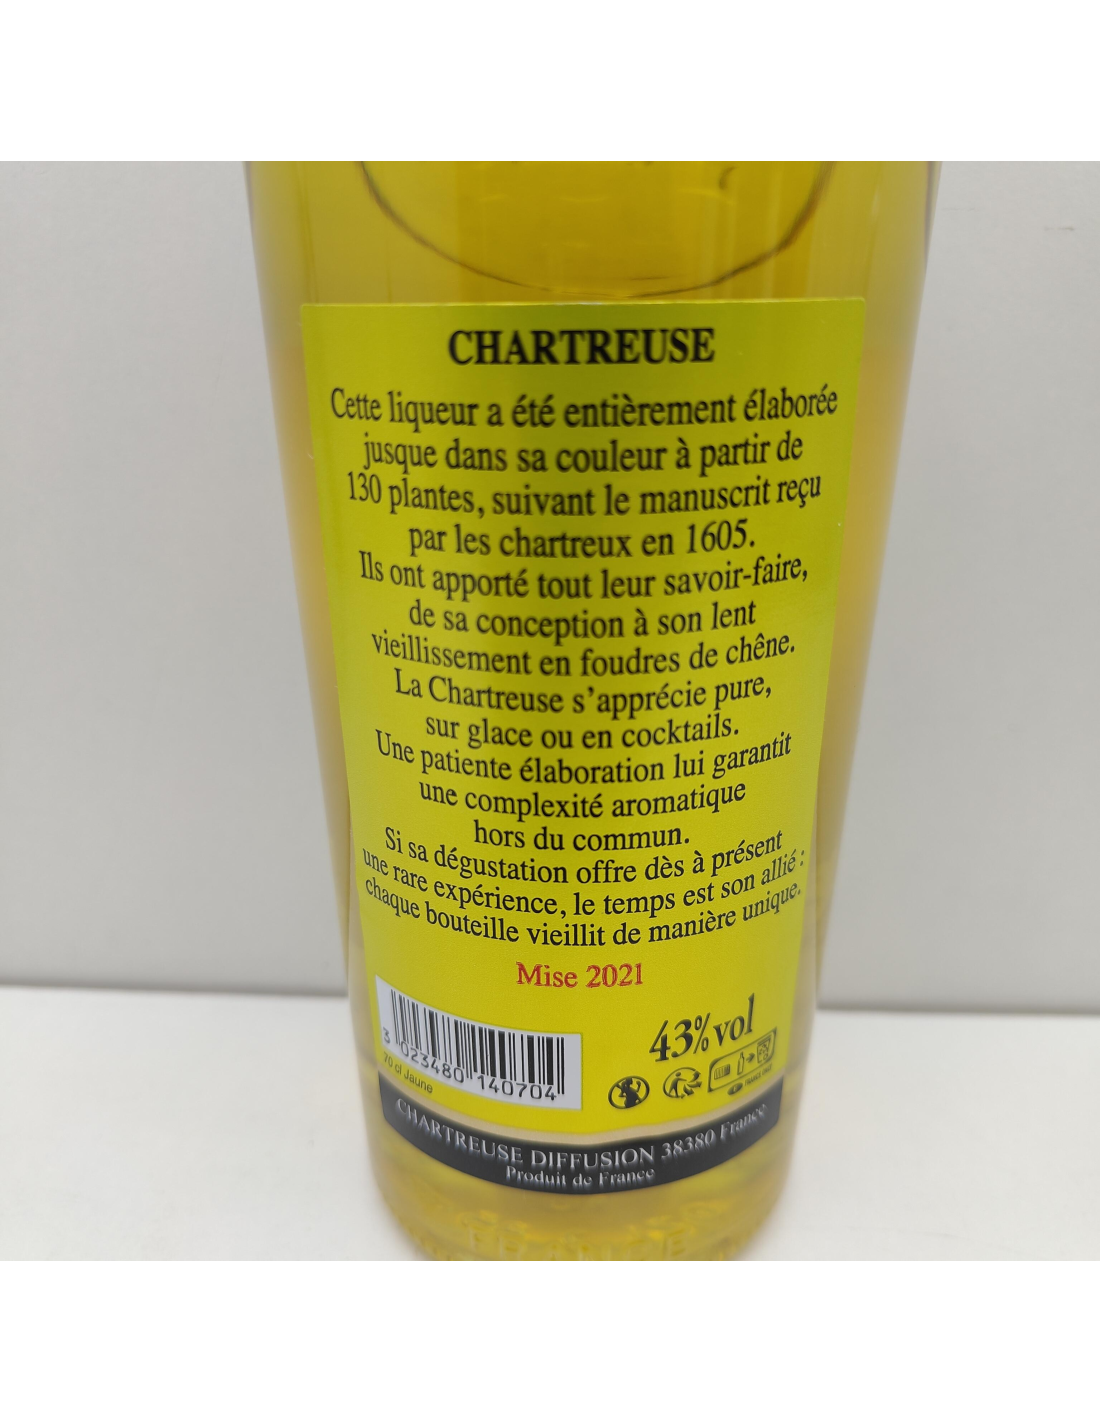 CHARTREUSE
Cette liqueur a été entièrement élaborée
jusque dans sa couleur à partir de
130 plantes, suivant le manuscrit reçu
par les chartreux en 1605.
Ils ont apporté tout leur savoir-faire,
de sa conception à son lent
vieillissement en foudres de chêne.
La Chartreuse s’apprécie pure,
sur glace ou en cocktails.
Une patiente élaboration lui garantit
une complexité aromatique
hors du commun.
Si sa dégustation offre dès à présent
une rare expérience, le temps est son allié :
chaque bouteille vieillit de manière unique.
Mise 2021
43% vol
3 023480 140704
70 cl Jaune
CHARTREUSE DIFFUSION 38380 France
Produit de France